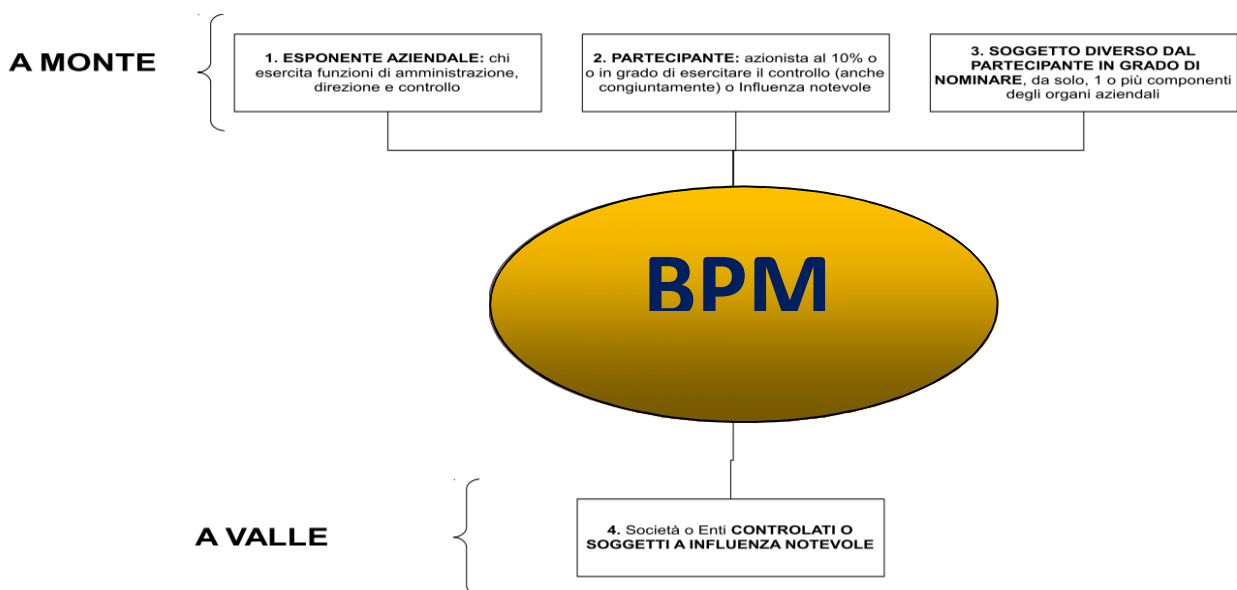 A MONTE
1. ESPONENTE AZIENDALE: chi
esercita funzioni di amministrazione,
direzione e controllo
2. PARTECIPANTE: azionista al 10% o
o in grado di esercitare il controllo (anche
congiuntamente) o Influenza notevole
3. SOGGETTO DIVERSO DAL
PARTECIPANTE IN GRADO DI
NOMINARE, da solo, 1 o più componenti
degli organi aziendali
BPM
A VALLE
4. Società o Enti CONTROLATI O
SOGGETTI A INFLUENZA NOTEVOLE